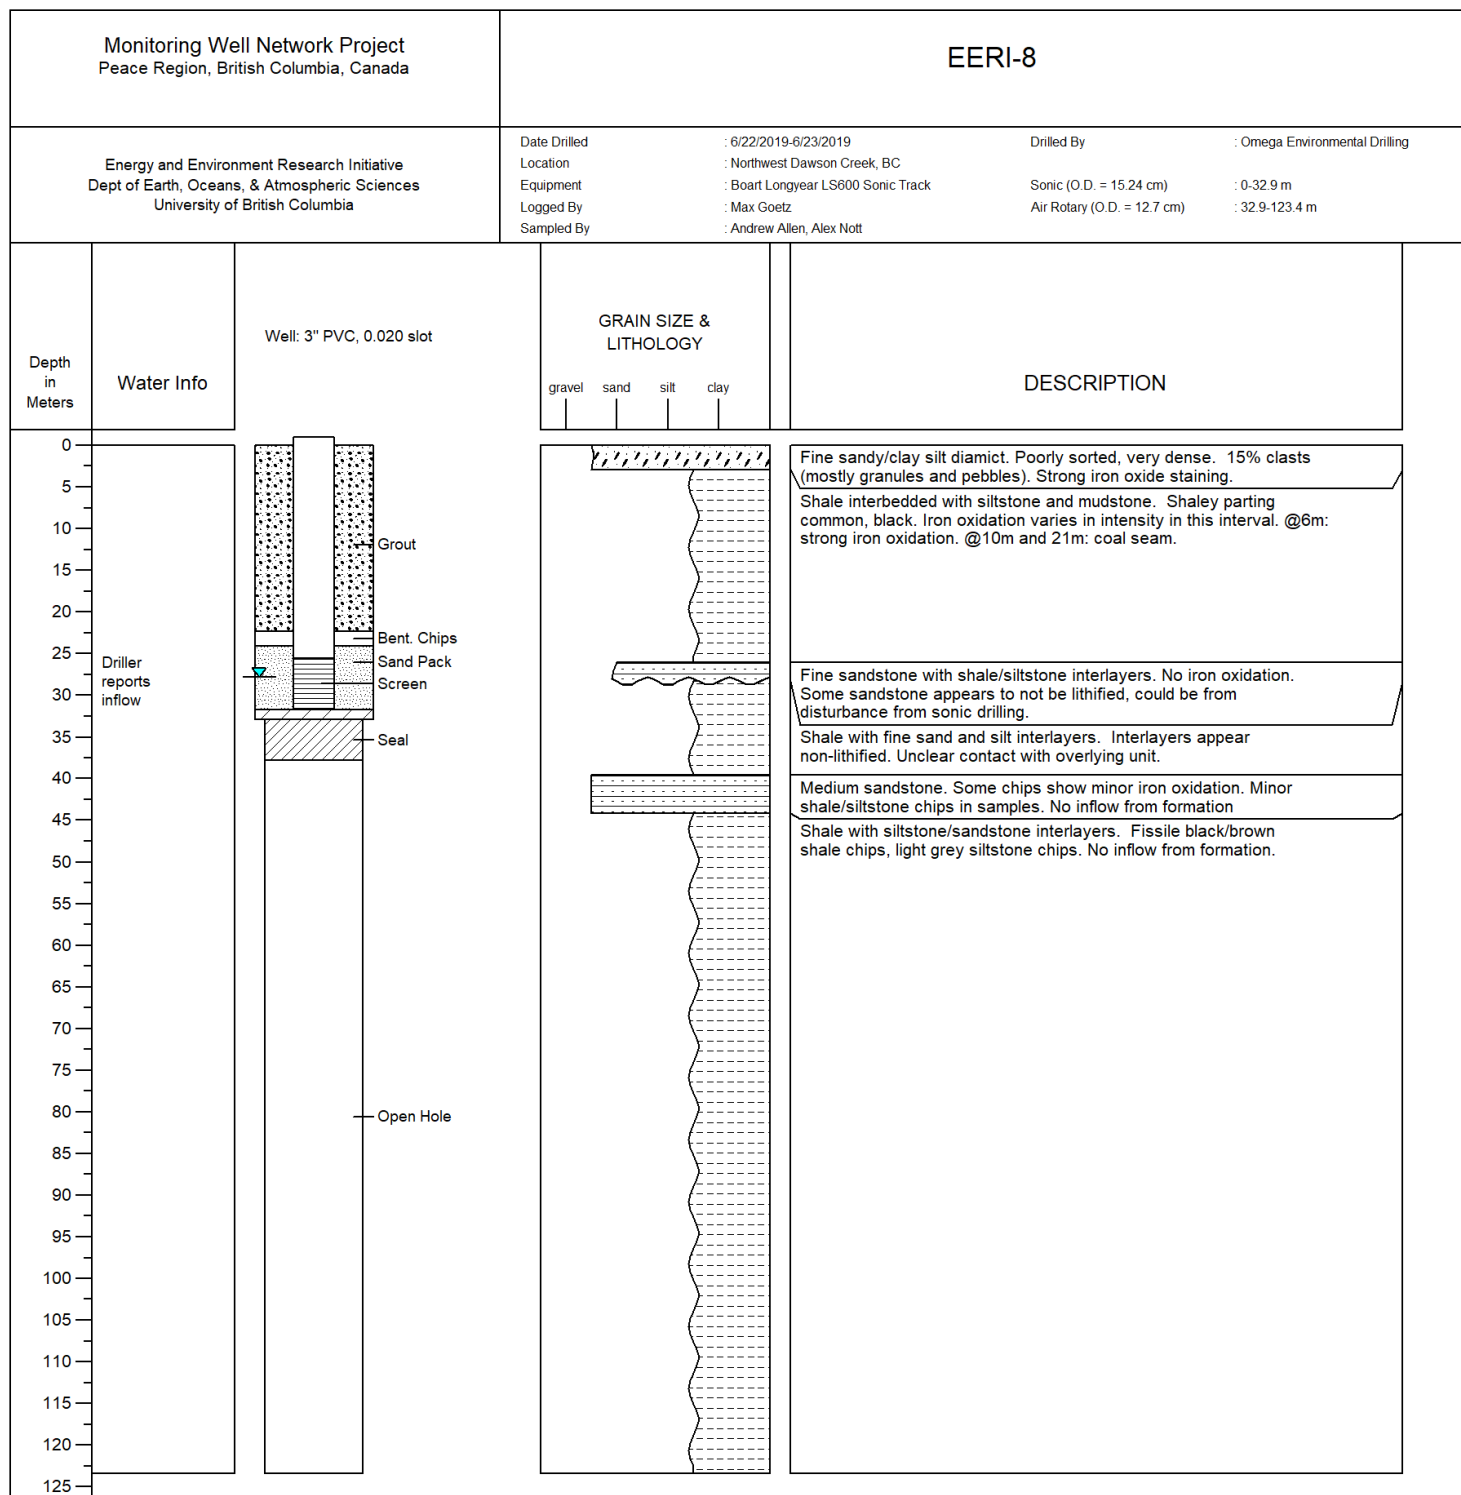 Monitoring Well Network Project
Peace Region, British Columbia, Canada
EERI-8
Energy and Environment Research Initiative
Dept of Earth, Oceans, & Atmospheric Sciences
University of British Columbia
Date Drilled : 6/22/2019-6/23/2019 Drilled By : Omega Environmental Drilling
Location : Northwest Dawson Creek, BC
Equipment : Boart Longyear LS600 Sonic Track Sonic (O.D. = 15.24 cm) : 0-32.9 m
Logged By : Max Goetz Air Rotary (O.D. = 12.7 cm) : 32.9-123.4 m
Sampled By : Andrew Allen, Alex Nott
Depth
in
Meters
Water Info
Well: 3" PVC, 0.020 slot
GRAIN SIZE &
LITHOLOGY
gravel sand silt clay
DESCRIPTION
0
5
10
15
20
25
30
35
40
45
50
55
60
65
70
75
80
85
90
95
100
105
110
115
120
125
Driller
reports
inflow
Grout
Bent. Chips
Sand Pack
Screen
Seal
Open Hole
Fine sandy/clay silt diamict. Poorly sorted, very dense. 15% clasts
(mostly granules and pebbles). Strong iron oxide staining.
Shale interbedded with siltstone and mudstone. Shaley parting
common, black. Iron oxidation varies in intensity in this interval. @6m:
strong iron oxidation. @10m and 21m: coal seam.
Fine sandstone with shale/siltstone interlayers. No iron oxidation.
Some sandstone appears to not be lithified, could be from
disturbance from sonic drilling.
Shale with fine sand and silt interlayers. Interlayers appear
non-lithified. Unclear contact with overlying unit.
Medium sandstone. Some chips show minor iron oxidation. Minor
shale/siltstone chips in samples. No inflow from formation
Shale with siltstone/sandstone interlayers. Fissile black/brown
shale chips, light grey siltstone chips. No inflow from formation.